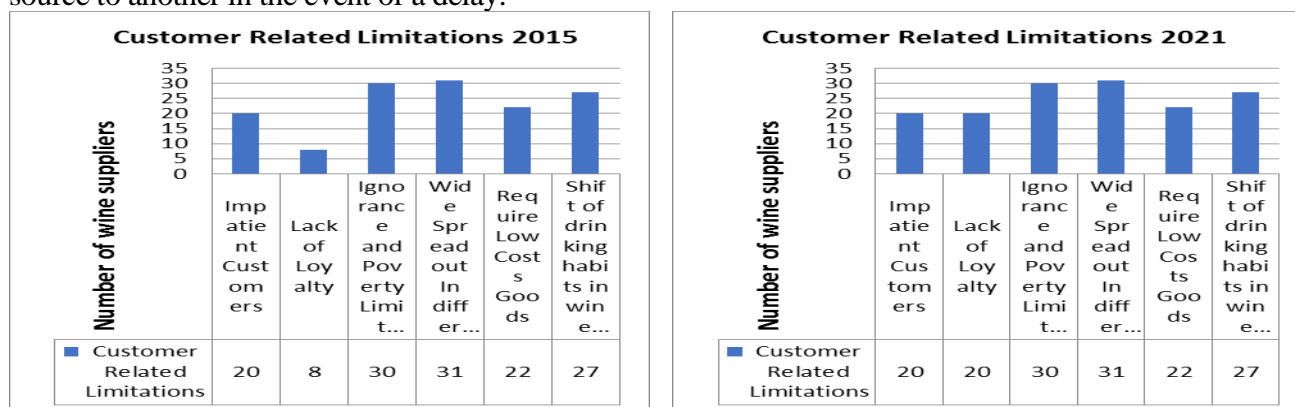 source to another in the event of a delay.
Customer Related Limitations 2015
35
30
25
20
15
10
5
0
Number of wine suppliers
Imp
atie
nt
Cust
om
ers
Lack
of
Loy
alty
Igno
ranc
e
and
Pov
erty
Limi
t...
Wid
e
Spr
ead
out
In
diff
er...
Req
uire
Low
Cost
s
Goo
ds
Shif
t of
drin
king
habi
ts in
win
e...
Customer
Related
Limitations
20 8 30 31 22 27
Customer Related Limitations 2021
35
30
25
20
15
10
5
0
Number of wine suppliers
Imp
atie
nt
Cus
tom
ers
Lack
of
Loy
alty
Igno
ranc
e
and
Pov
erty
Limi
t...
Wid
e
Spr
ead
out
In
diff
er...
Req
uire
Low
Cos
ts
Goo
ds
Shif
t of
drin
king
habi
ts in
win
e...
Customer
Related
Limitations
20 20 30 31 22 27